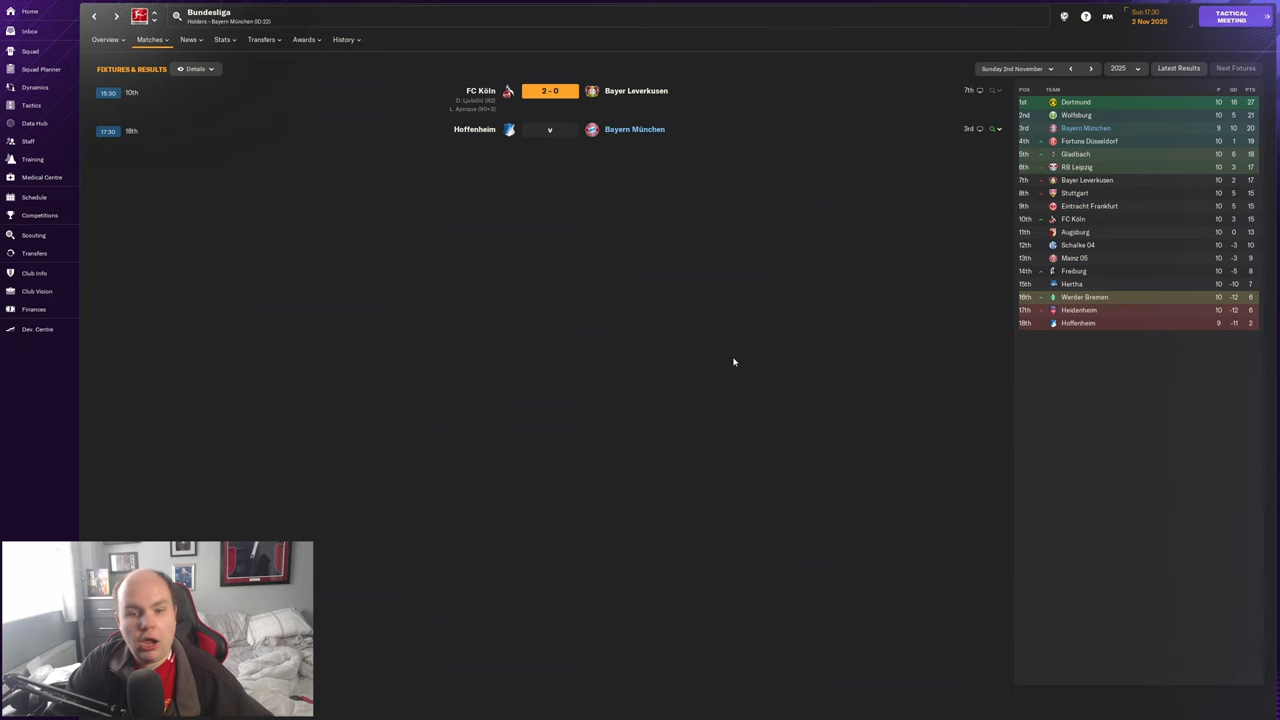 Home
Inbox
Squad
Squad Planner
Dynamics
Tactics
Data Hub
Staff
Training
Medical Centre
Schedule
Competitions
Scouting
Transfers
Club Info
Club Vision
Finances
Dev. Centre
Bundesliga
Holders - Bayern München (ID:22)
FM
Sun 17:30
2 Nov 2025
TACTICAL
MEETING
Overview Matches News Stats Transfers Awards History
FIXTURES & RESULTS Details
Sunday 2nd November 2025 Latest Results Next Fixtures
15:30 10th FC Köln 2 - 0 Bayer Leverkusen 7th
D. Ljubičić (82)
L. Ajorque (90+3)
17:30 18th Hoffenheim v Bayern München 3rd
POS TEAM P GD PTS
1st Dortmund 10 16 27
2nd Wolfsburg 10 5 21
3rd Bayern München 9 10 20
4th Fortuna Düsseldorf 10 1 19
5th Gladbach 10 6 18
6th RB Leipzig 10 3 17
7th Bayer Leverkusen 10 2 17
8th Stuttgart 10 5 15
9th Eintracht Frankfurt 10 5 15
10th FC Köln 10 3 15
11th Augsburg 10 0 13
12th Schalke 04 10 -3 10
13th Mainz 05 10 -3 9
14th Freiburg 10 -5 8
15th Hertha 10 -10 7
16th Werder Bremen 10 -12 6
17th Heidenheim 10 -12 6
18th Hoffenheim 9 -11 2